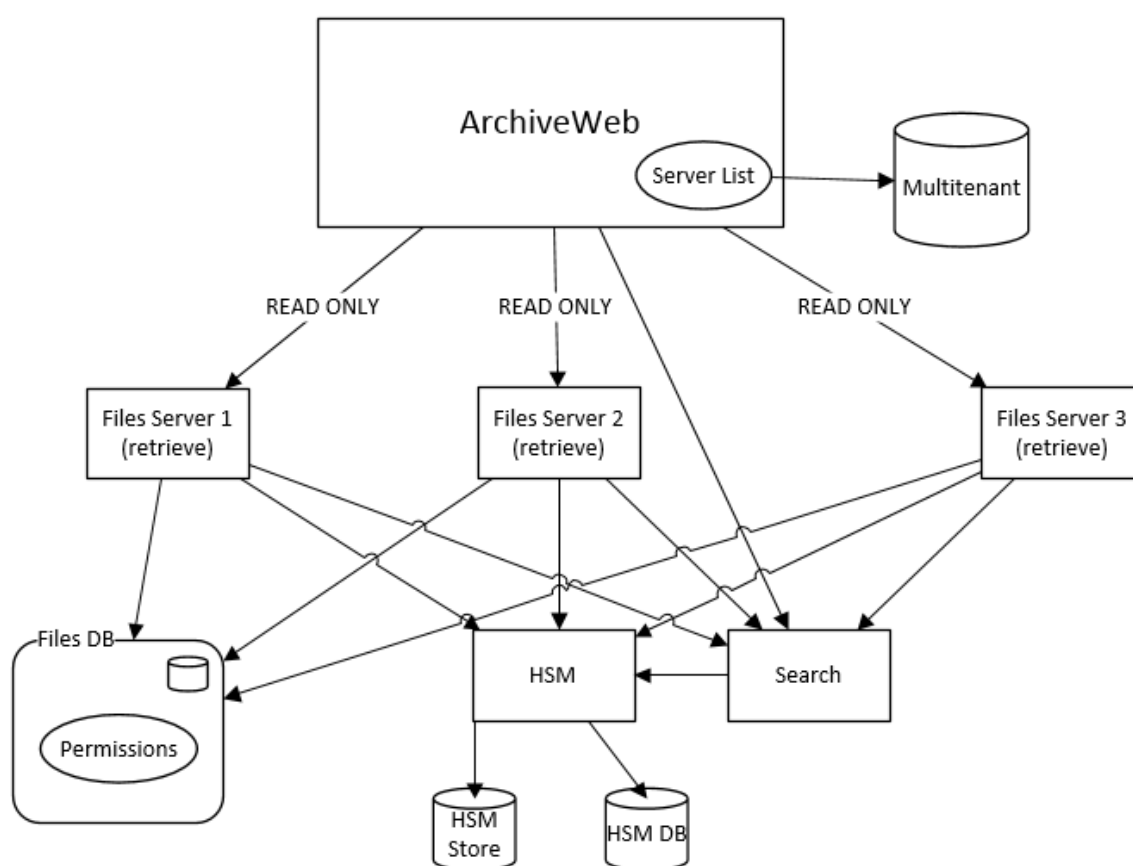 ArchiveWeb
Server List
Multitenant
READ ONLY
READ ONLY
READ ONLY
Files Server 1
(retrieve)
Files Server 2
(retrieve)
Files Server 3
(retrieve)
Files DB
Permissions
HSM
Search
HSM
Store
HSM DB